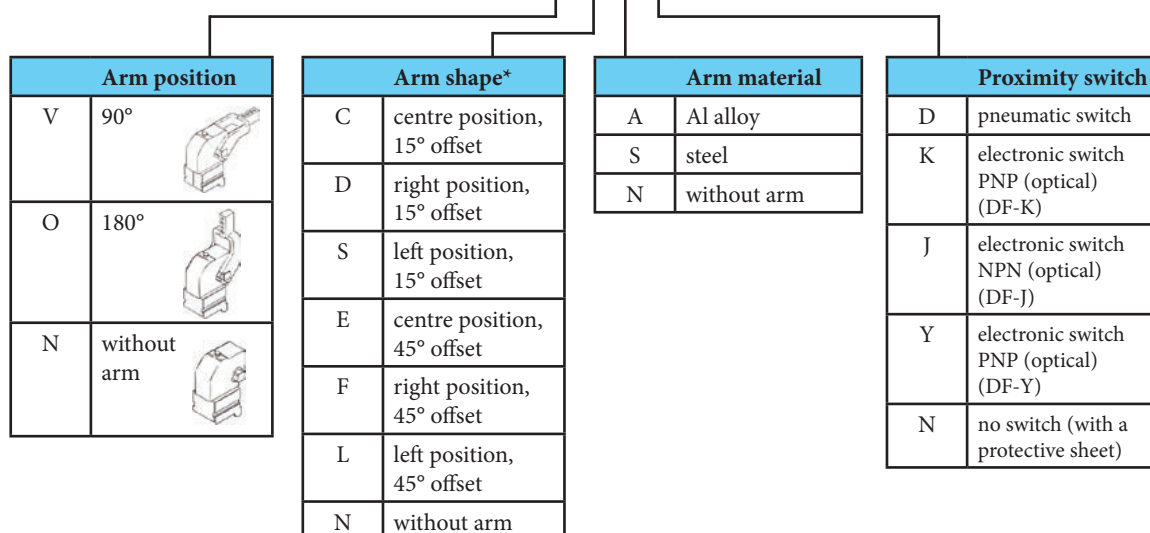 Arm position
V 90°
O 180°
N without
arm
Arm shape*
C centre position,
15° offset
D right position,
15° offset
S left position,
15° offset
E centre position,
45° offset
F right position,
45° offset
L left position,
45° offset
N without arm
Arm material
A Al alloy
S steel
N without arm
Proximity switch
D pneumatic switch
K electronic switch
PNP (optical)
(DF-K)
J electronic switch
NPN (optical)
(DF-J)
Y electronic switch
PNP (optical)
(DF-Y)
N no switch (with a
protective sheet)